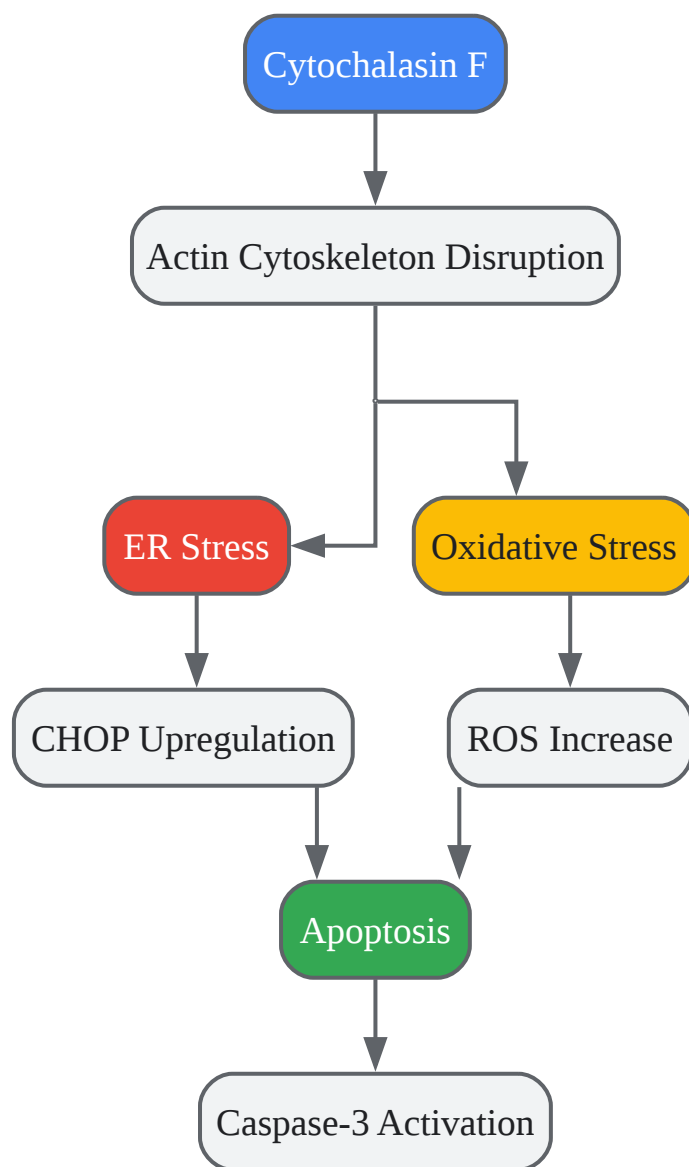 Cytochalasin F
Actin Cytoskeleton Disruption
ER Stress
Oxidative Stress
CHOP Upregulation
ROS Increase
Apoptosis
Caspase-3 Activation